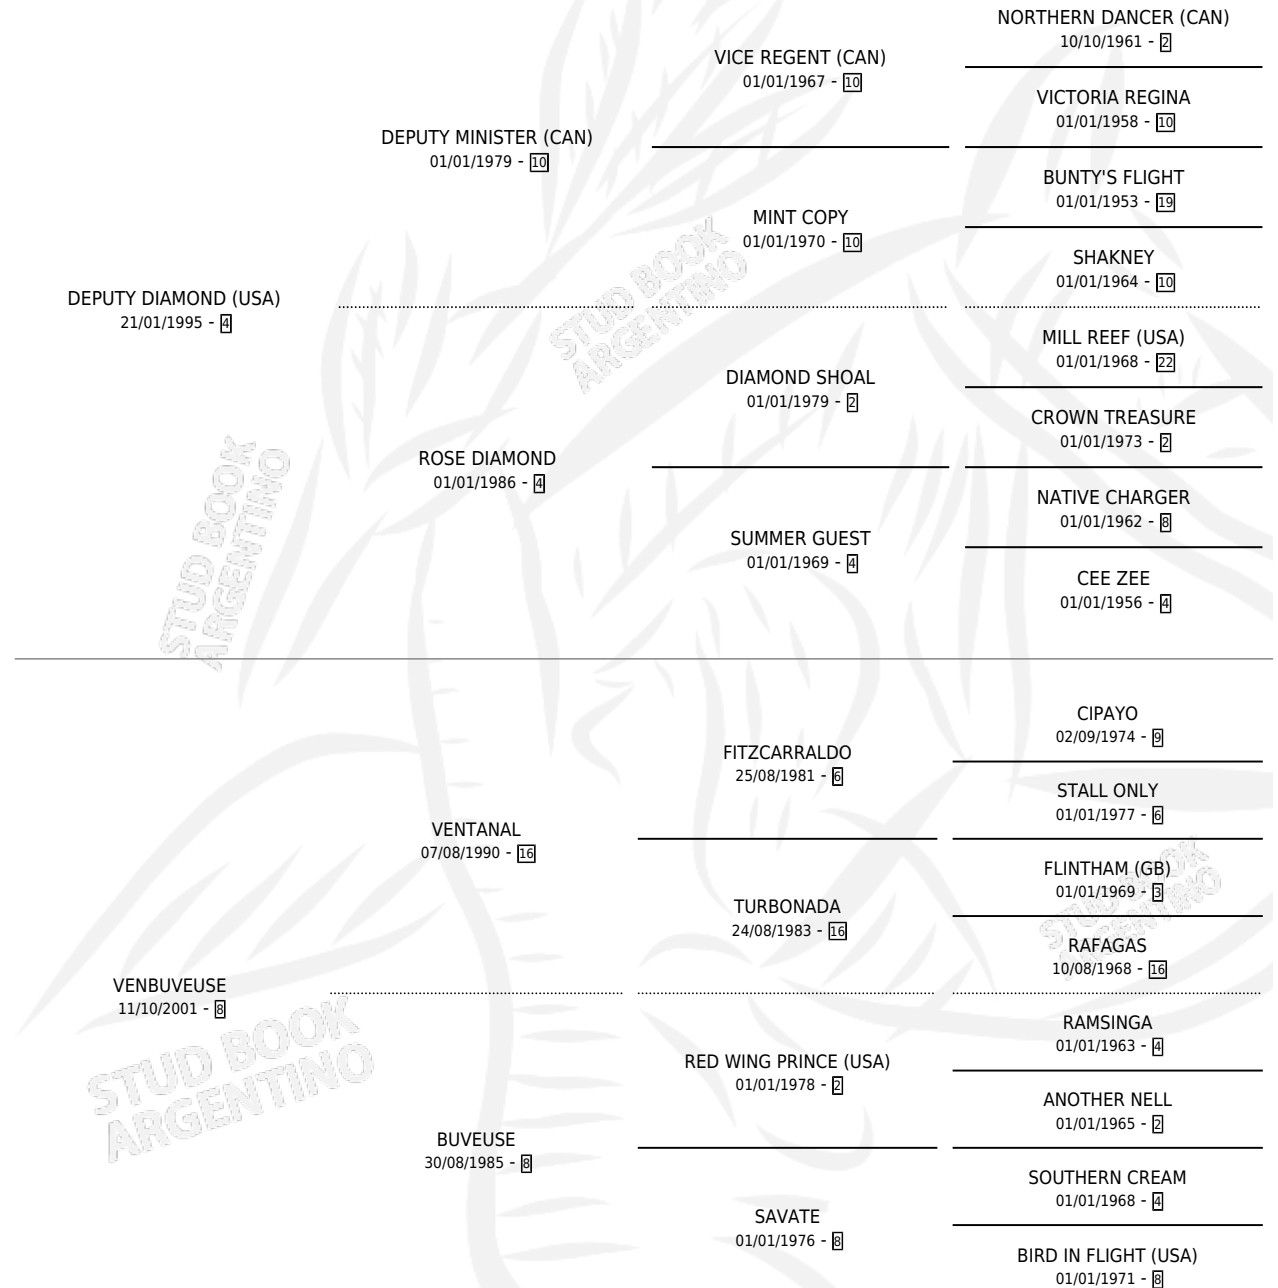 NORTHERN DANCER (CAN)
10/10/1961 - 2
VICE REGENT (CAN)
01/01/1967 - 10
VICTORIA REGINA
01/01/1958 - 10
DEPUTY MINISTER (CAN)
01/01/1979 - 10
BUNTY'S FLIGHT
01/01/1953 - 19
MINT COPY
01/01/1970 - 10
SHAKNEY
01/01/1964 - 10
DEPUTY DIAMOND (USA)
21/01/1995 - 4
MILL REEF (USA)
01/01/1968 - 22
DIAMOND SHOAL
01/01/1979 - 2
CROWN TREASURE
01/01/1973 - 2
ROSE DIAMOND
01/01/1986 - 4
NATIVE CHARGER
01/01/1962 - 8
SUMMER GUEST
01/01/1969 - 4
CEE ZEE
01/01/1956 - 4
CIPAYO
02/09/1974 - 9
FITZCARRALDO
25/08/1981 - 6
STALL ONLY
01/01/1977 - 6
VENTANAL
07/08/1990 - 16
FLINTHAM (GB)
01/01/1969 - 3
TURBONADA
24/08/1983 - 16
RAFAGAS
10/08/1968 - 16
VENBUVEUSE
11/10/2001 - 8
RAMSINGA
01/01/1963 - 4
RED WING PRINCE (USA)
01/01/1978 - 2
ANOTHER NELL
01/01/1965 - 2
BUVEUSE
30/08/1985 - 8
SOUTHERN CREAM
01/01/1968 - 4
SAVATE
01/01/1976 - 8
BIRD IN FLIGHT (USA)
01/01/1971 - 8
STUD BOOK
ARGENTINO
STUD BOOK
ARGENTINO
STUD BOOK
ARGENTINO
STUD BOOK
ARGENTINO